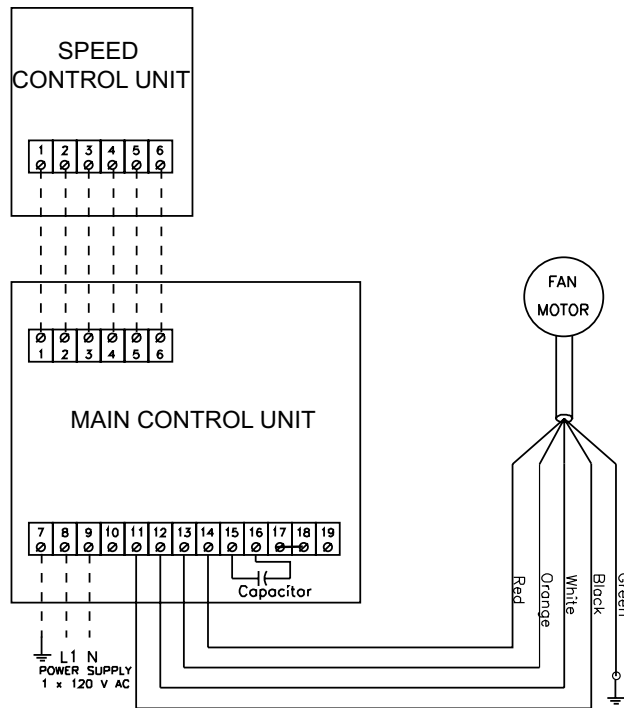 SPEED
CONTROL UNIT
1 2 3 4 5 6
FAN
MOTOR
1 2 3 4 5 6
MAIN CONTROL UNIT
7 8 9 10 11 12 13 14 15 16 17 18 19
Capacitor
Red
Orange
White
Black
Green
L1 N
POWER SUPPLY
1 x 120 V AC